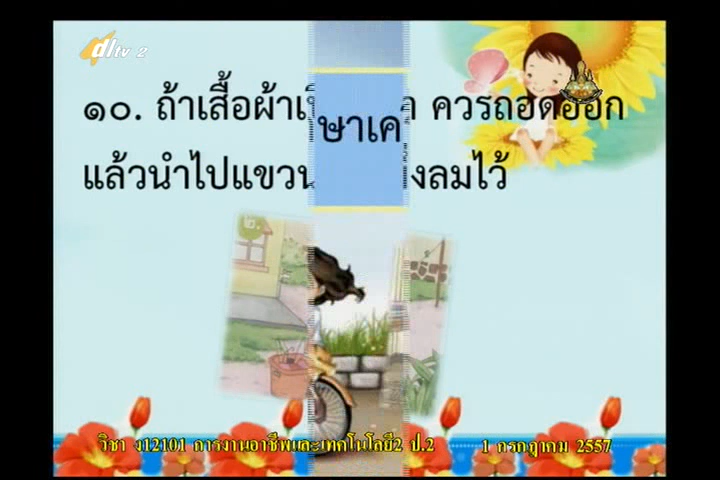 dltv 2
๑๐. ถ้าเสื้อผ้าเ ควรถอดออก
ษาเค
แล้วนำไปแขวน ลมไว้
วิชา ง12101 การงานอาชีพและเทคโนโลยี2 ป.2 1 กรกฎาคม 2557